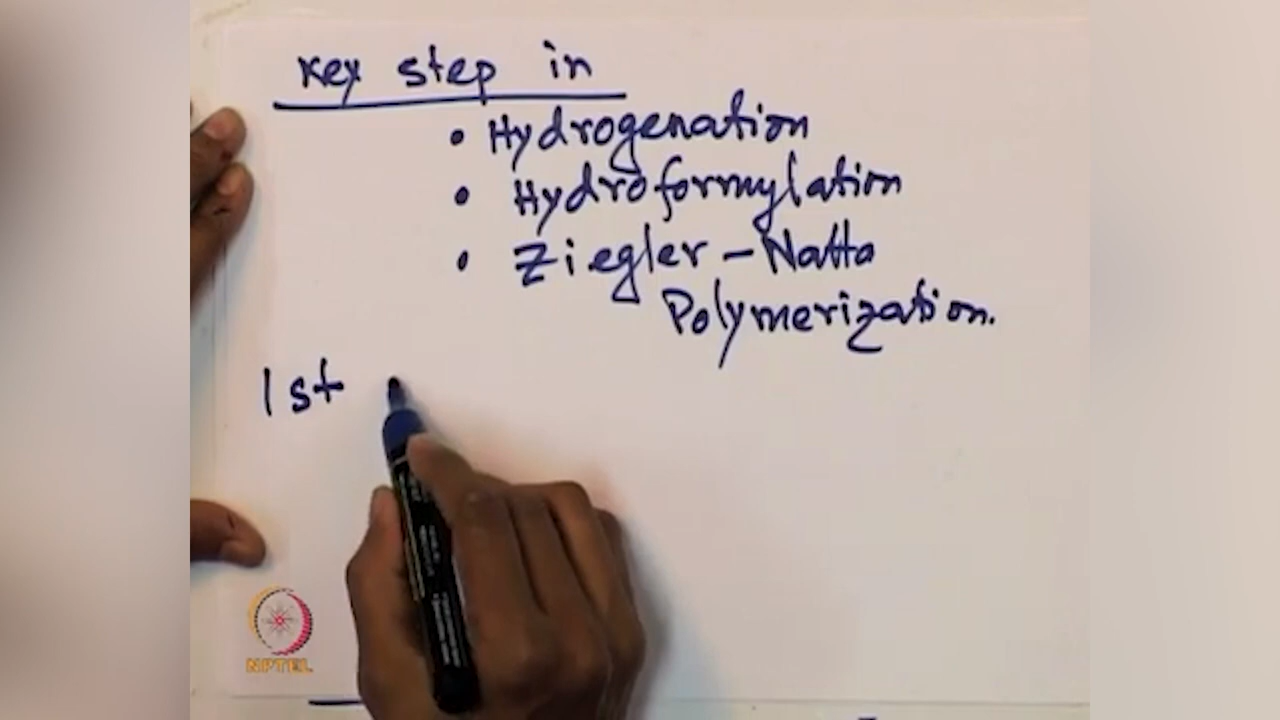 Key step in
• Hydrogenation
• Hydroformylation
• Ziegler - Natta
Polymerization.
1st
NPTEL